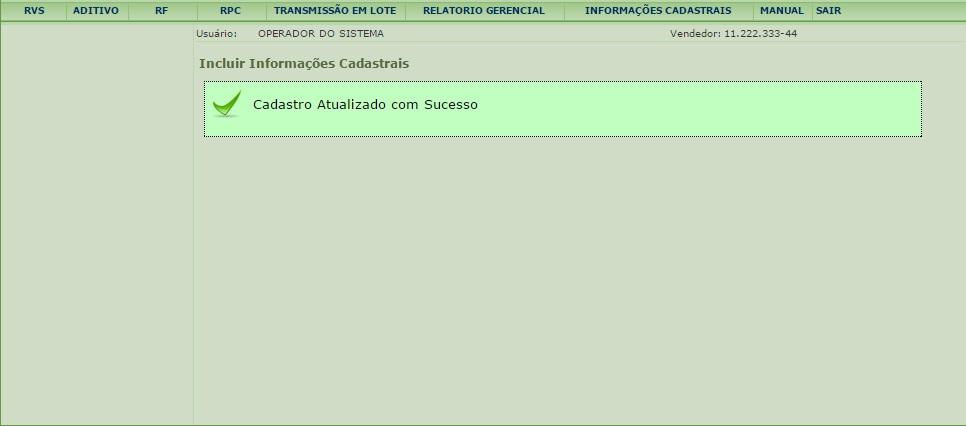 RVS ADITIVO RF RPC TRANSMISSÃO EM LOTE RELATORIO GERENCIAL INFORMAÇÕES CADASTRAIS MANUAL SAIR
Usuário: OPERADOR DO SISTEMA Vendedor: 11.222.333-44
Incluir Informações Cadastrais
Cadastro Atualizado com Sucesso